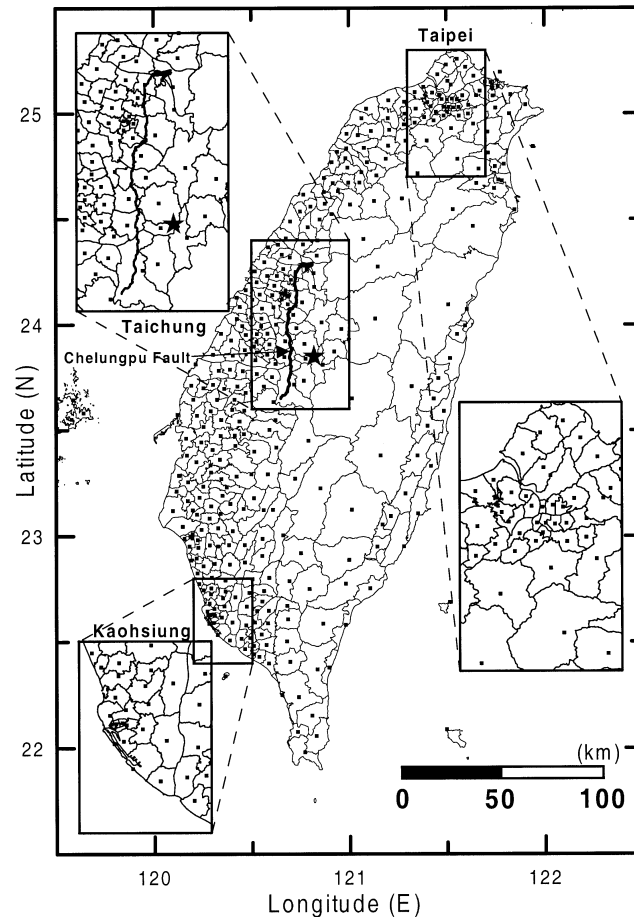 Taipei
25
Taichung
24
Chelungpu Fault
Latitude (N)
23
Kaohsiung
22
(km)
0 50 100
120 121 122
Longitude (E)